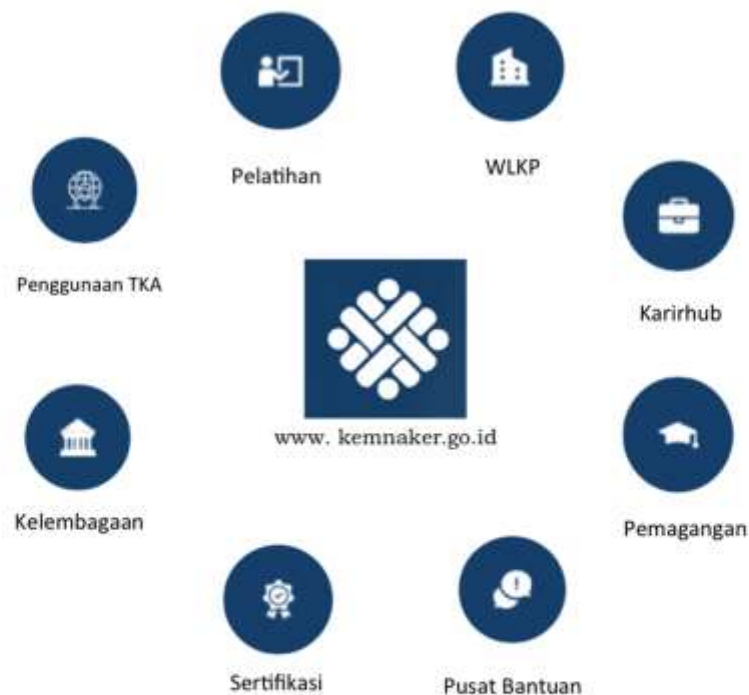 Pelatihan
WLKP
Penggunaan TKA
Karirhub
www. kemnaker.go.id
Kelembagaan
Pemagangan
Sertifikasi
Pusat Bantuan